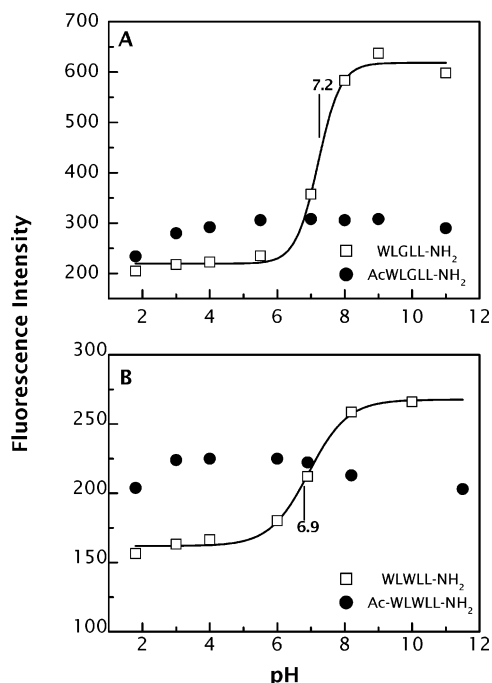 Fluorescence Intensity
A
700
600
500
400
300
200
7.2
WLGLL-NH2
AcWLGLL-NH2
2 4 6 8 10 12
B
300
250
200
150
100
6.9
WLWLL-NH2
Ac-WLWLL-NH2
2 4 6 8 10 12
pH